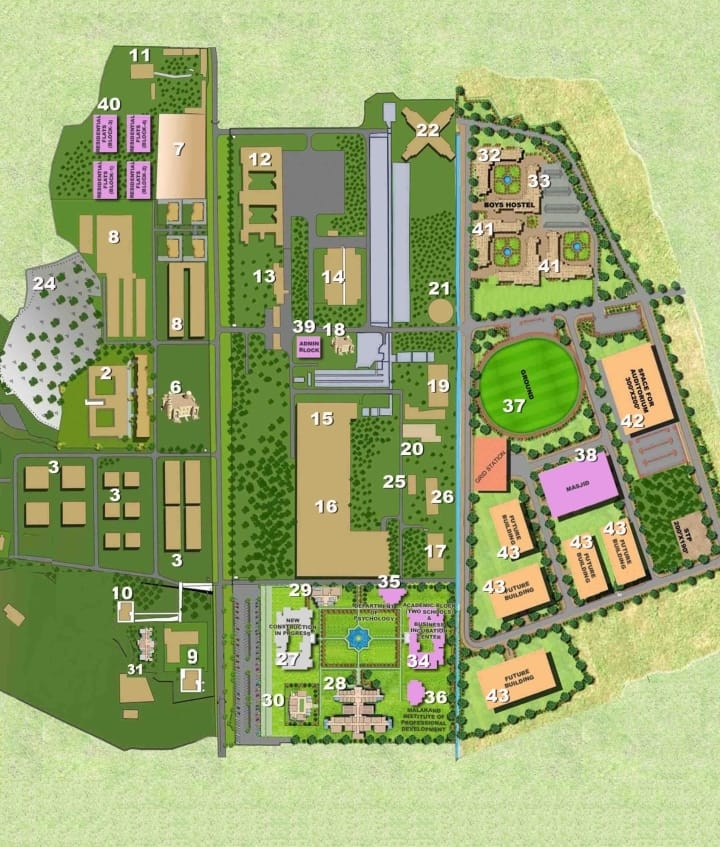 11
40
RESIDENTIAL
FLATS
(BLOCK-3)
RESIDENTIAL
FLATS
(BLOCK-4)
7
RESIDENTIAL
FLATS
(BLOCK-1)
RESIDENTIAL
FLATS
(BLOCK-2)
22
12
32
33
BOYS HOSTEL
41
41
8
13
14
24
21
8
39
18
ADMIN
BLOCK
2
6
19
GROUND
37
SPACE FOR
AUDITORIUM
300'X200'
42
15
20
3
3
25
26
16
GRID STATION
38
MASJID
STP
200'X100'
3
17
FUTURE
BUILDING
43
FUTURE
BUILDING
43
FUTURE
BUILDING
43
FUTURE
BUILDING
43
10
29
35
DEPARTMENT
OF
PSYCHOLOGY
ACADEMIC BLOCK
TWO SCHOOLS
&
BUSINESS
INCUBATION
CENTER
34
NEW
CONSTRUCTION
IN PROGRESS
27
31
9
30
28
36
MALAKAND
INSTITUTE OF
PROFESSIONAL
DEVELOPMENT
FUTURE
BUILDING
43